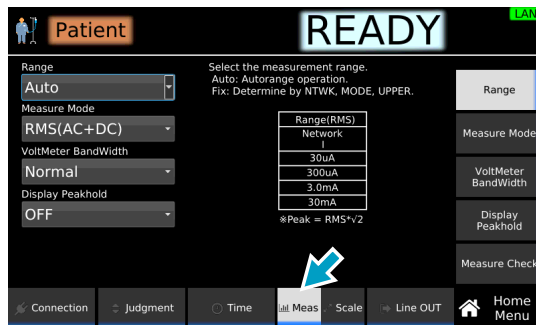 LAN
Patient
READY
Range
Auto
Measure Mode
RMS(AC+DC)
VoltMeter BandWidth
Normal
Display Peakhold
OFF
Select the measurement range.
Auto: Autorange operation.
Fix: Determine by NTWK, MODE, UPPER.
Range(RMS)
Network
I
30uA
300uA
3.0mA
30mA
※Peak = RMS*√2
Range
Measure Mode
VoltMeter
BandWidth
Display
Peakhold
Measure Check
Connection
Judgment
Time
Meas
Scale
Line OUT
Home
Menu